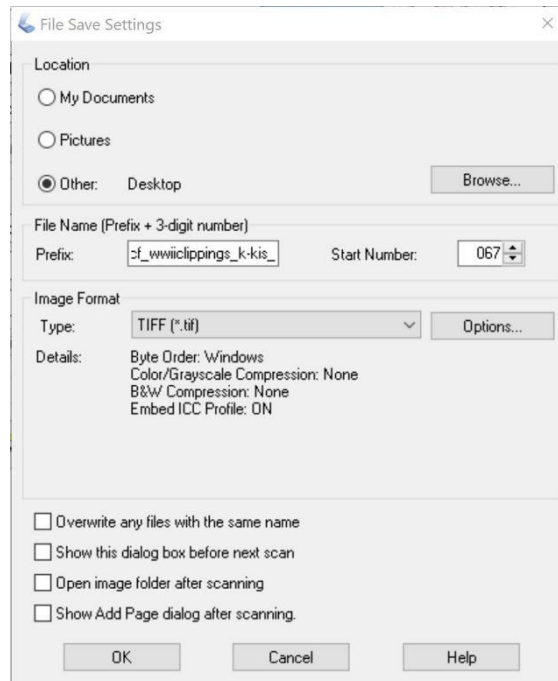 File Save Settings
Location
My Documents
Pictures
Other: Desktop Browse...
File Name (Prefix + 3-digit number)
Prefix: cf_wwiiclippings_k-kis_ Start Number: 067
Image Format
Type: TIFF (*.tif) Options...
Details: Byte Order: Windows
Color/Grayscale Compression: None
B&W Compression: None
Embed ICC Profile: ON
Overwrite any files with the same name
Show this dialog box before next scan
Open image folder after scanning
Show Add Page dialog after scanning.
OK Cancel Help